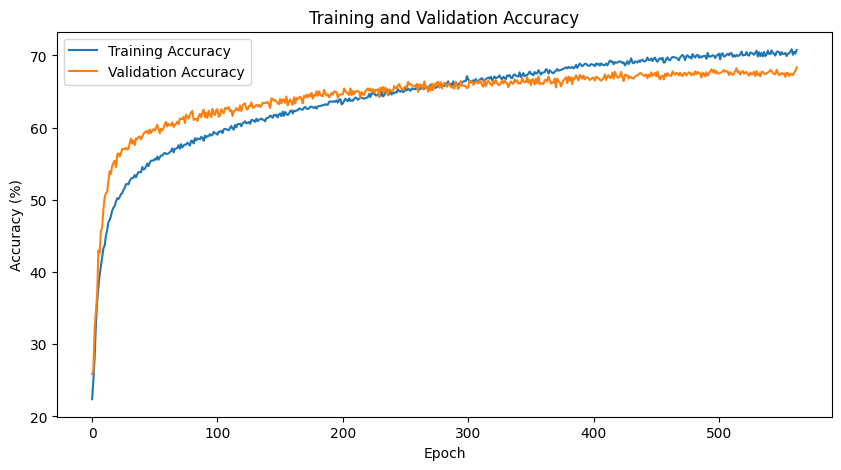 Training and Validation Accuracy
Training Accuracy
Validation Accuracy
Accuracy (%)
70
60
50
40
30
20
0 100 200 300 400 500
Epoch